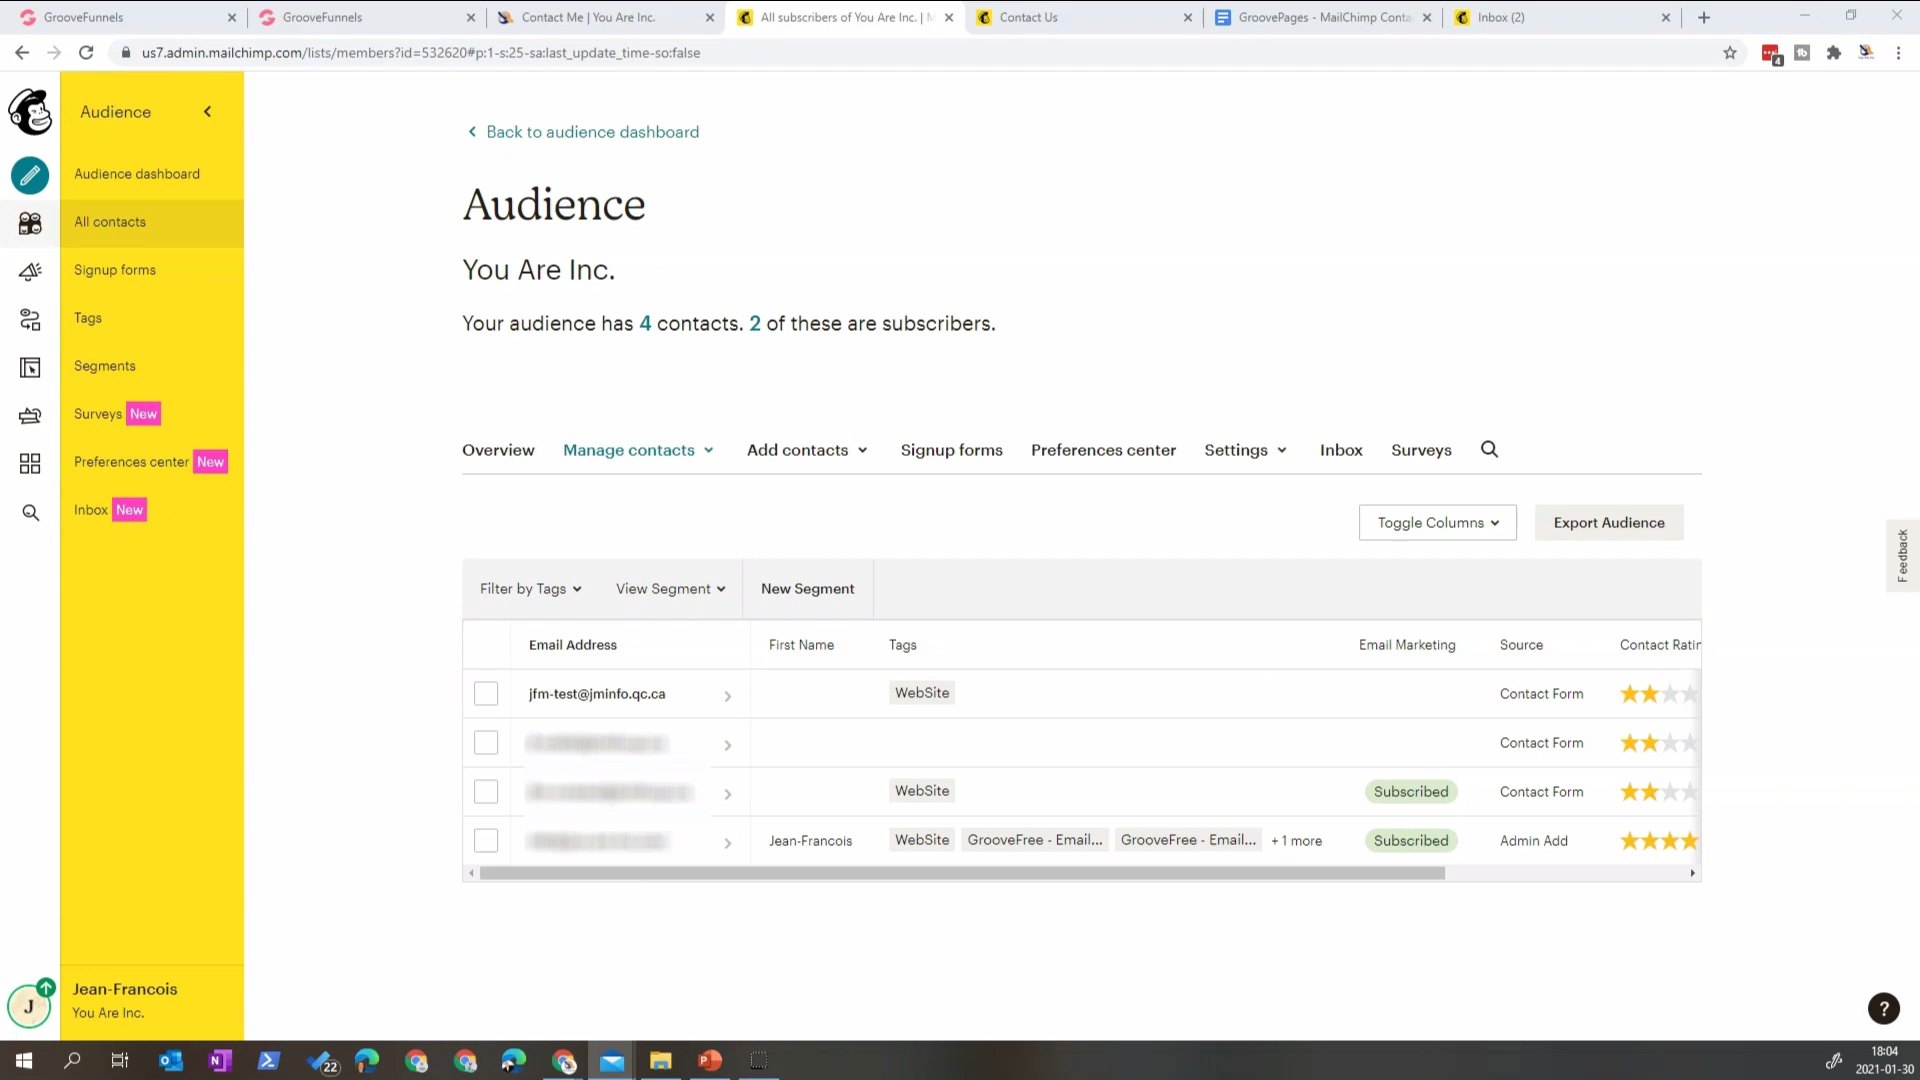 GrooveFunnels
GrooveFunnels
Contact Me | You Are Inc.
All subscribers of You Are Inc. | M
Contact Us
GroovePages - MailChimp Conta
Inbox (2)
us7.admin.mailchimp.com/lists/members?id=532620#p:1-s:25-sa:last_update_time-so:false
4
Audience
Audience dashboard
All contacts
Signup forms
Tags
Segments
Surveys New
Preferences center New
Inbox New
Back to audience dashboard
Audience
You Are Inc.
Your audience has 4 contacts. 2 of these are subscribers.
Overview Manage contacts Add contacts Signup forms Preferences center Settings Inbox Surveys
Toggle Columns Export Audience
Feedback
Filter by Tags View Segment New Segment
Email Address First Name Tags Email Marketing Source Contact Ratin
jfm-test@jminfo.qc.ca WebSite Contact Form
Contact Form
WebSite Subscribed Contact Form
Jean-Francois WebSite GrooveFree - Email... GrooveFree - Email... + 1 more Subscribed Admin Add
J
Jean-Francois
You Are Inc.
?
22
18:04
2021-01-30